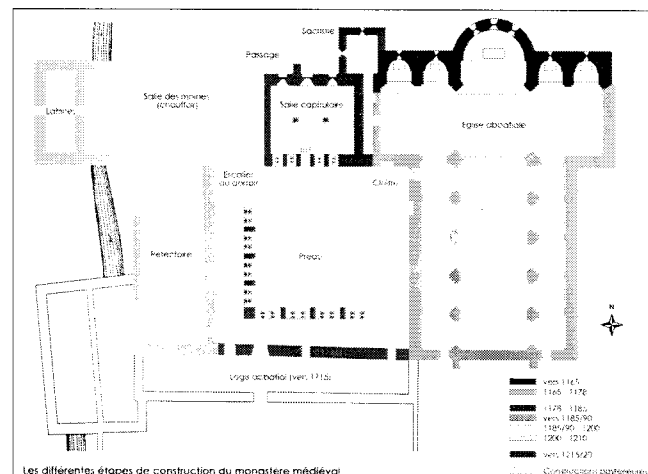 Sacristie
Passage
Salle des moines
(chauffoir)
Salle capitulaire
Latrines
Eglise abbatiale
Escalier
du dortoir
Cloître
Réfectoire
Préau
N
Logis abbatial (vers 1215)
vers 1165
1165 - 1178
1178 - 1185
vers 1185/90
1185/90 - 1200
1200 - 1210
vers 1215/20
Constructions postérieures
Les différentes étapes de construction du monastère médiéval